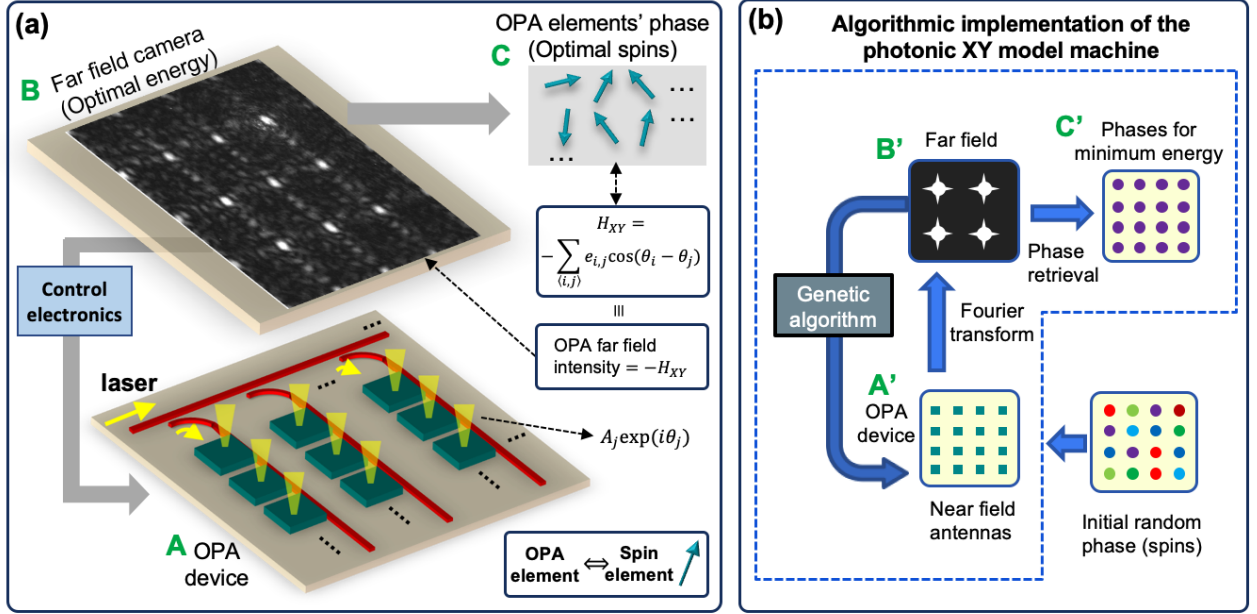 (a)
OPA elements' phase
(Optimal spins)
C
B
Far field camera
(Optimal energy)
...
...
...
H_XY =
-∑_⟨i,j⟩ e_i,j cos(θ_i − θ_j)
≡
OPA far field
intensity = −H_XY
Control
electronics
laser
...
...
...
A_j exp(iθ_j)
...
...
...
A
OPA
device
OPA
element
⇔
Spin
element
(b)
Algorithmic implementation of the
photonic XY model machine
B’
Far field
C’
Phases for
minimum energy
Phase
retrieval
Genetic
algorithm
Fourier
transform
A’
OPA
device
Near field
antennas
Initial random
phase (spins)